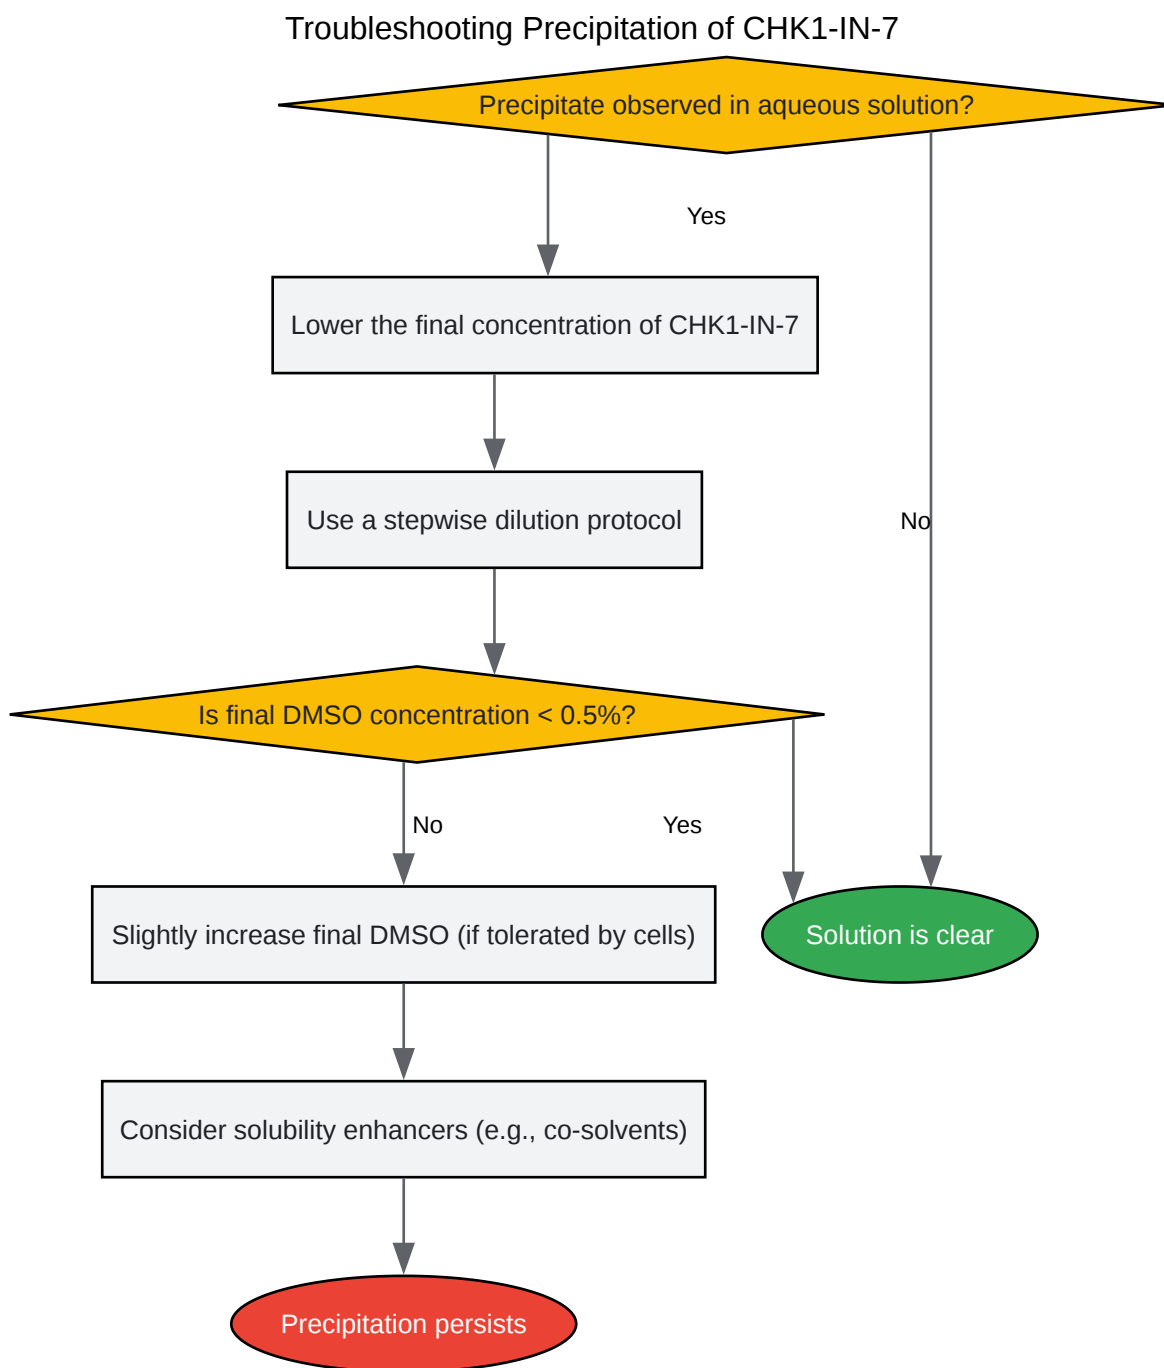 Troubleshooting Precipitation of CHK1-IN-7
Precipitate observed in aqueous solution?
Yes
Lower the final concentration of CHK1-IN-7
Use a stepwise dilution protocol
No
Is final DMSO concentration < 0.5%?
No
Yes
Slightly increase final DMSO (if tolerated by cells)
Solution is clear
Consider solubility enhancers (e.g., co-solvents)
Precipitation persists